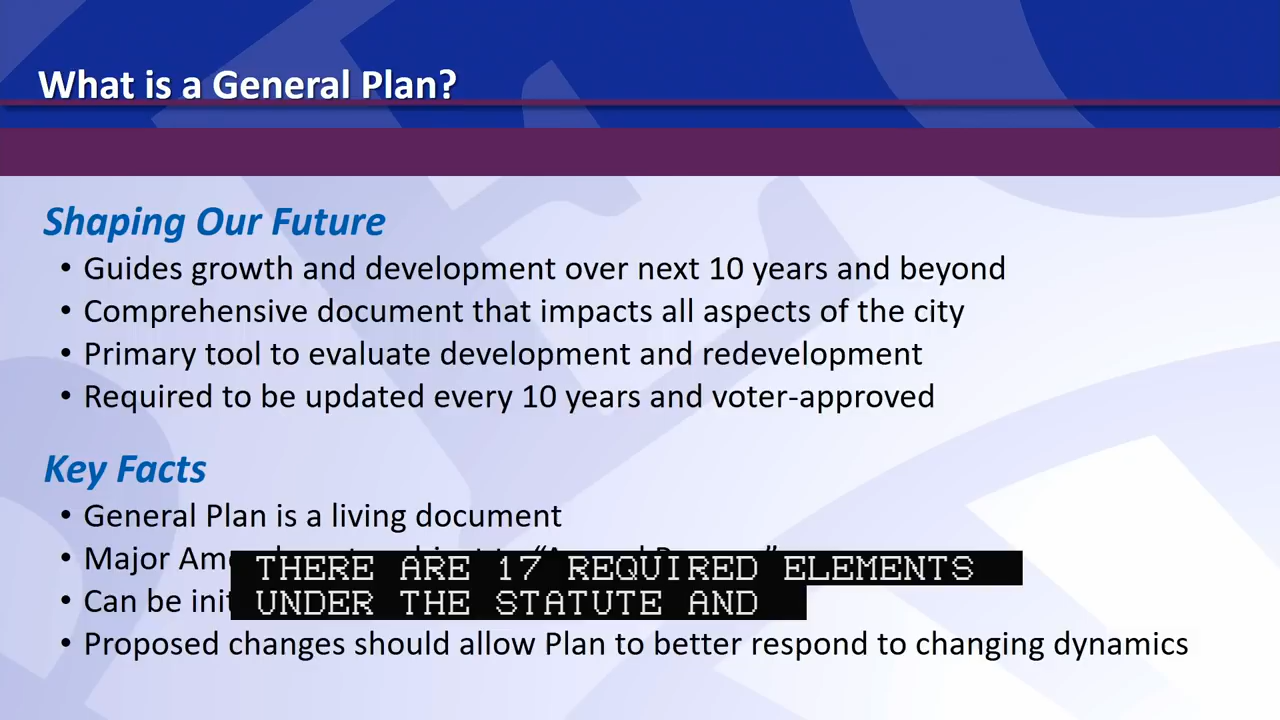 What is a General Plan?
Shaping Our Future
• Guides growth and development over next 10 years and beyond
• Comprehensive document that impacts all aspects of the city
• Primary tool to evaluate development and redevelopment
• Required to be updated every 10 years and voter-approved
Key Facts
• General Plan is a living document
• Major
THERE ARE 17 REQUIRED ELEMENTS
• Can be
UNDER THE STATUTE AND
• Proposed changes should allow Plan to better respond to changing dynamics